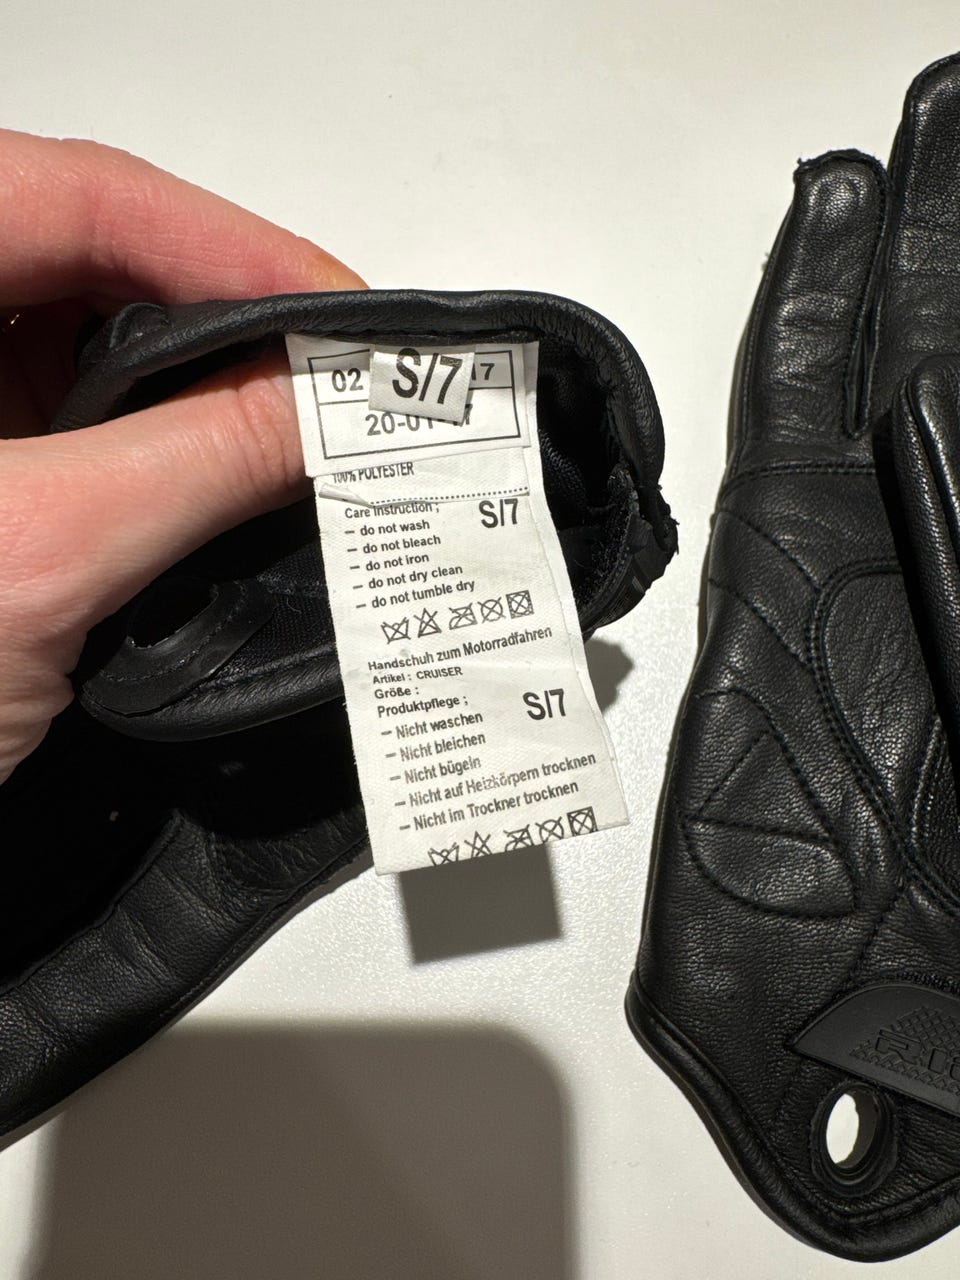 S/7
02
17
20-01-17
100% POLYESTER
Care Instruction ;
S/7
– do not wash
– do not bleach
– do not iron
– do not dry clean
– do not tumble dry
Handschuh zum Motorradfahren
Artikel : CRUISER
Größe :
S/7
Produktpflege ;
– Nicht waschen
– Nicht bleichen
– Nicht bügeln
– Nicht auf Heizkörpern trocknen
– Nicht im Trockner trocknen